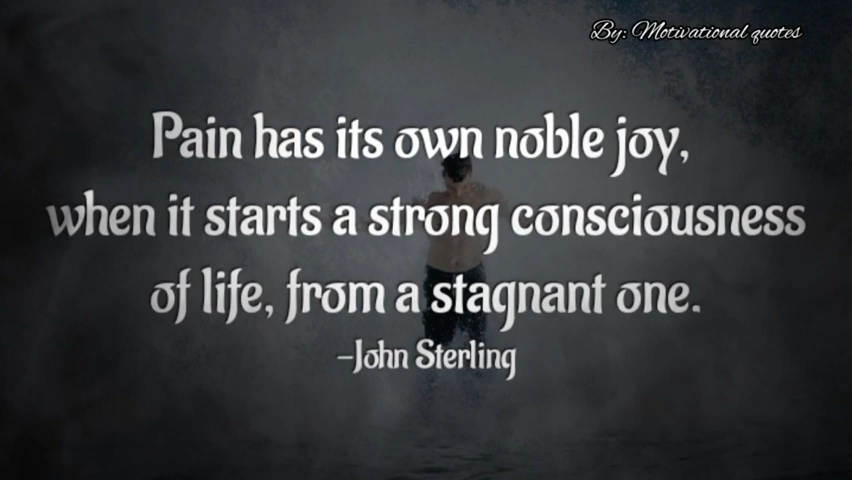 By: Motivational quotes
Pain has its own noble joy,
when it starts a strong consciousness
of life, from a stagnant one.
–John Sterling